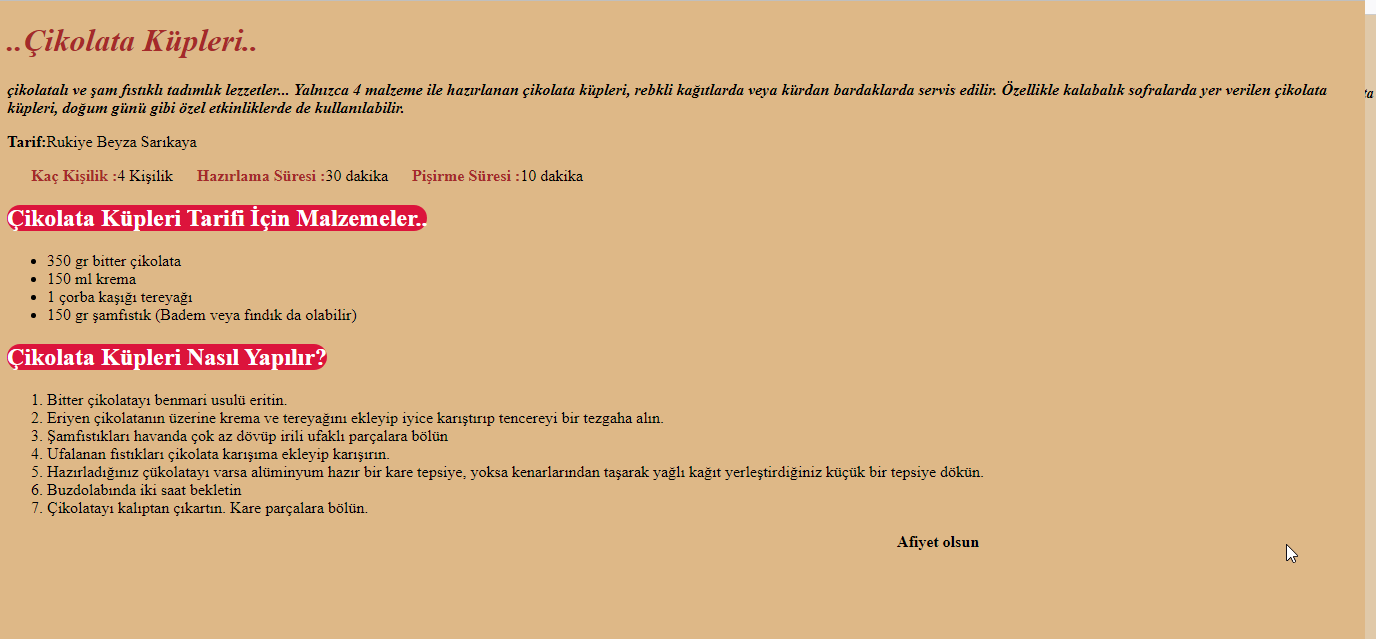 ..Çikolata Küpleri..
çikolatalı ve şam fıstıklı tadımlık lezzetler... Yalnızca 4 malzeme ile hazırlanan çikolata küpleri, rebkli kağıtlarda veya kürdan bardaklarda servis edilir. Özellikle kalabalık sofralarda yer verilen çikolata
küpleri, doğum günü gibi özel etkinliklerde de kullanılabilir.
Tarif:Rukiye Beyza Sarıkaya
Kaç Kişilik :4 Kişilik Hazırlama Süresi :30 dakika Pişirme Süresi :10 dakika
Çikolata Küpleri Tarifi İçin Malzemeler..
• 350 gr bitter çikolata
• 150 ml krema
• 1 çorba kaşığı tereyağı
• 150 gr şamfıstık (Badem veya fındık da olabilir)
Çikolata Küpleri Nasıl Yapılır?
1. Bitter çikolatayı benmari usulü eritin.
2. Eriyen çikolatanın üzerine krema ve tereyağını ekleyip iyice karıştırıp tencereyi bir tezgaha alın.
3. Şamfıstıkları havanda çok az dövüp irili ufaklı parçalara bölün
4. Ufalanan fıstıkları çikolata karışıma ekleyip karışırın.
5. Hazırladığınız çükolatayı varsa alüminyum hazır bir kare tepsiye, yoksa kenarlarından taşarak yağlı kağıt yerleştirdiğiniz küçük bir tepsiye dökün.
6. Buzdolabında iki saat bekletin
7. Çikolatayı kalıptan çıkartın. Kare parçalara bölün.
Afiyet olsun